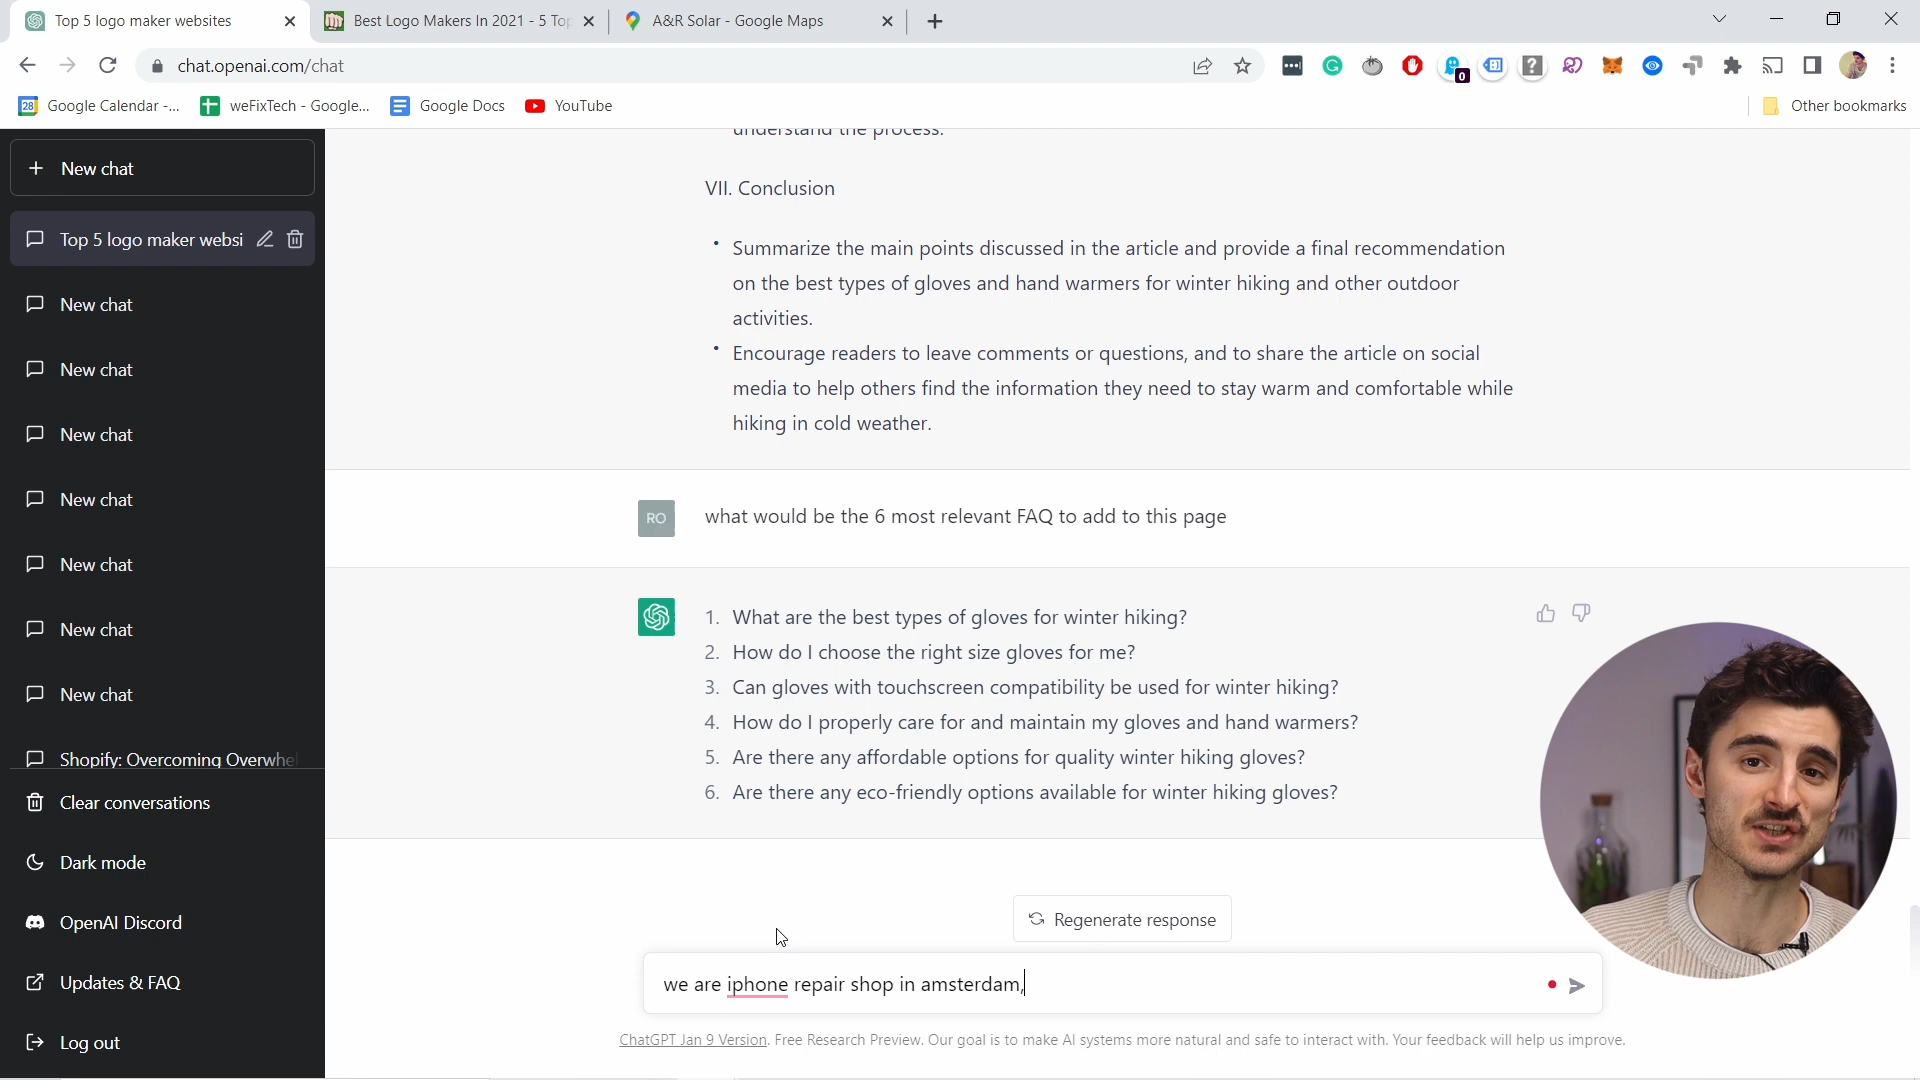 Top 5 logo maker websites
Best Logo Makers In 2021 - 5 Top
A&R Solar - Google Maps
chat.openai.com/chat
0
28 Google Calendar -...
weFixTech - Google...
Google Docs
YouTube
Other bookmarks
New chat
Top 5 logo maker websi
New chat
New chat
New chat
New chat
New chat
New chat
New chat
Shopify: Overcoming Overwhel
Clear conversations
Dark mode
OpenAI Discord
Updates & FAQ
Log out
understand the process.
VII. Conclusion
• Summarize the main points discussed in the article and provide a final recommendation
on the best types of gloves and hand warmers for winter hiking and other outdoor
activities.
• Encourage readers to leave comments or questions, and to share the article on social
media to help others find the information they need to stay warm and comfortable while
hiking in cold weather.
RO
what would be the 6 most relevant FAQ to add to this page
1. What are the best types of gloves for winter hiking?
2. How do I choose the right size gloves for me?
3. Can gloves with touchscreen compatibility be used for winter hiking?
4. How do I properly care for and maintain my gloves and hand warmers?
5. Are there any affordable options for quality winter hiking gloves?
6. Are there any eco-friendly options available for winter hiking gloves?
Regenerate response
we are iphone repair shop in amsterdam,
ChatGPT Jan 9 Version. Free Research Preview. Our goal is to make AI systems more natural and safe to interact with. Your feedback will help us improve.